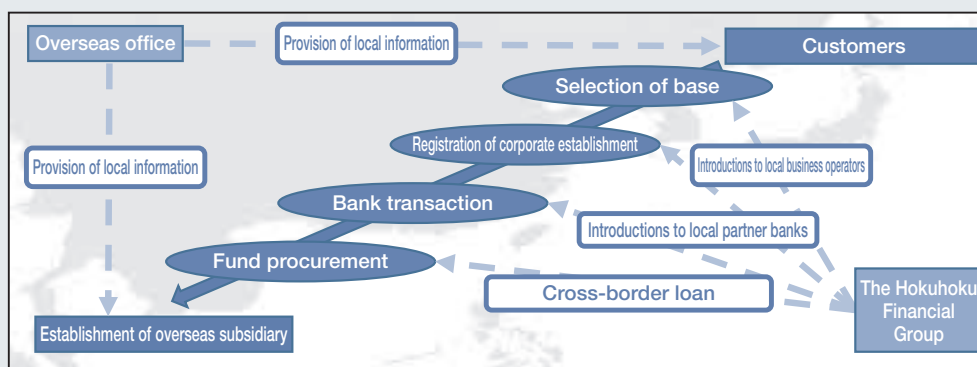 Overseas office
Provision of local information
Customers
Selection of base
Registration of corporate establishment
Provision of local information
Introductions to local business operators
Bank transaction
Introductions to local partner banks
Fund procurement
Cross-border loan
The Hokuhoku
Financial
Group
Establishment of overseas subsidiary